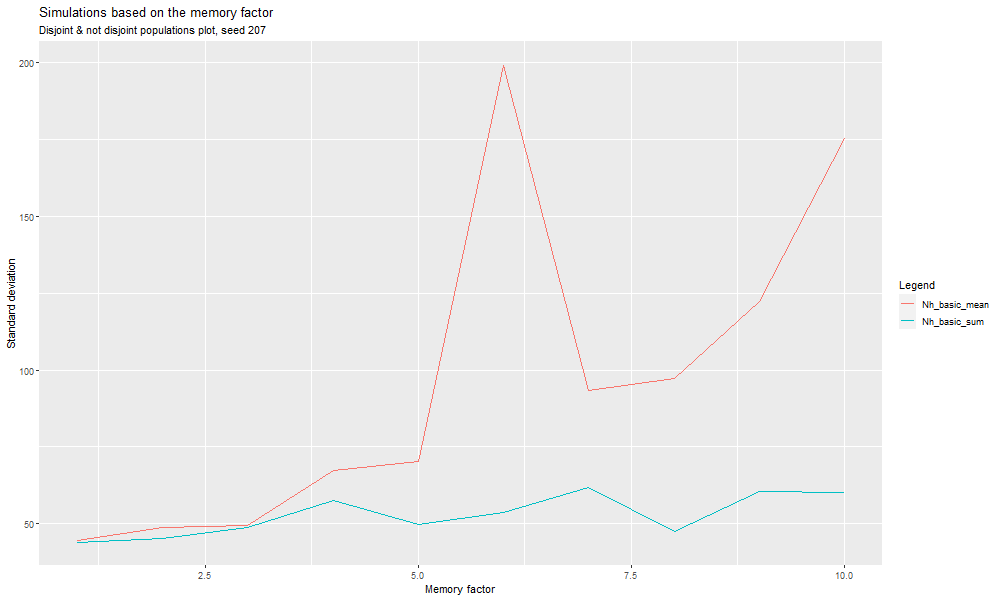 Simulations based on the memory factor
Disjoint & not disjoint populations plot, seed 207
200
150
100
50
Standard deviation
2.5
5.0
7.5
10.0
Memory factor
Legend
Nh_basic_mean
Nh_basic_sum